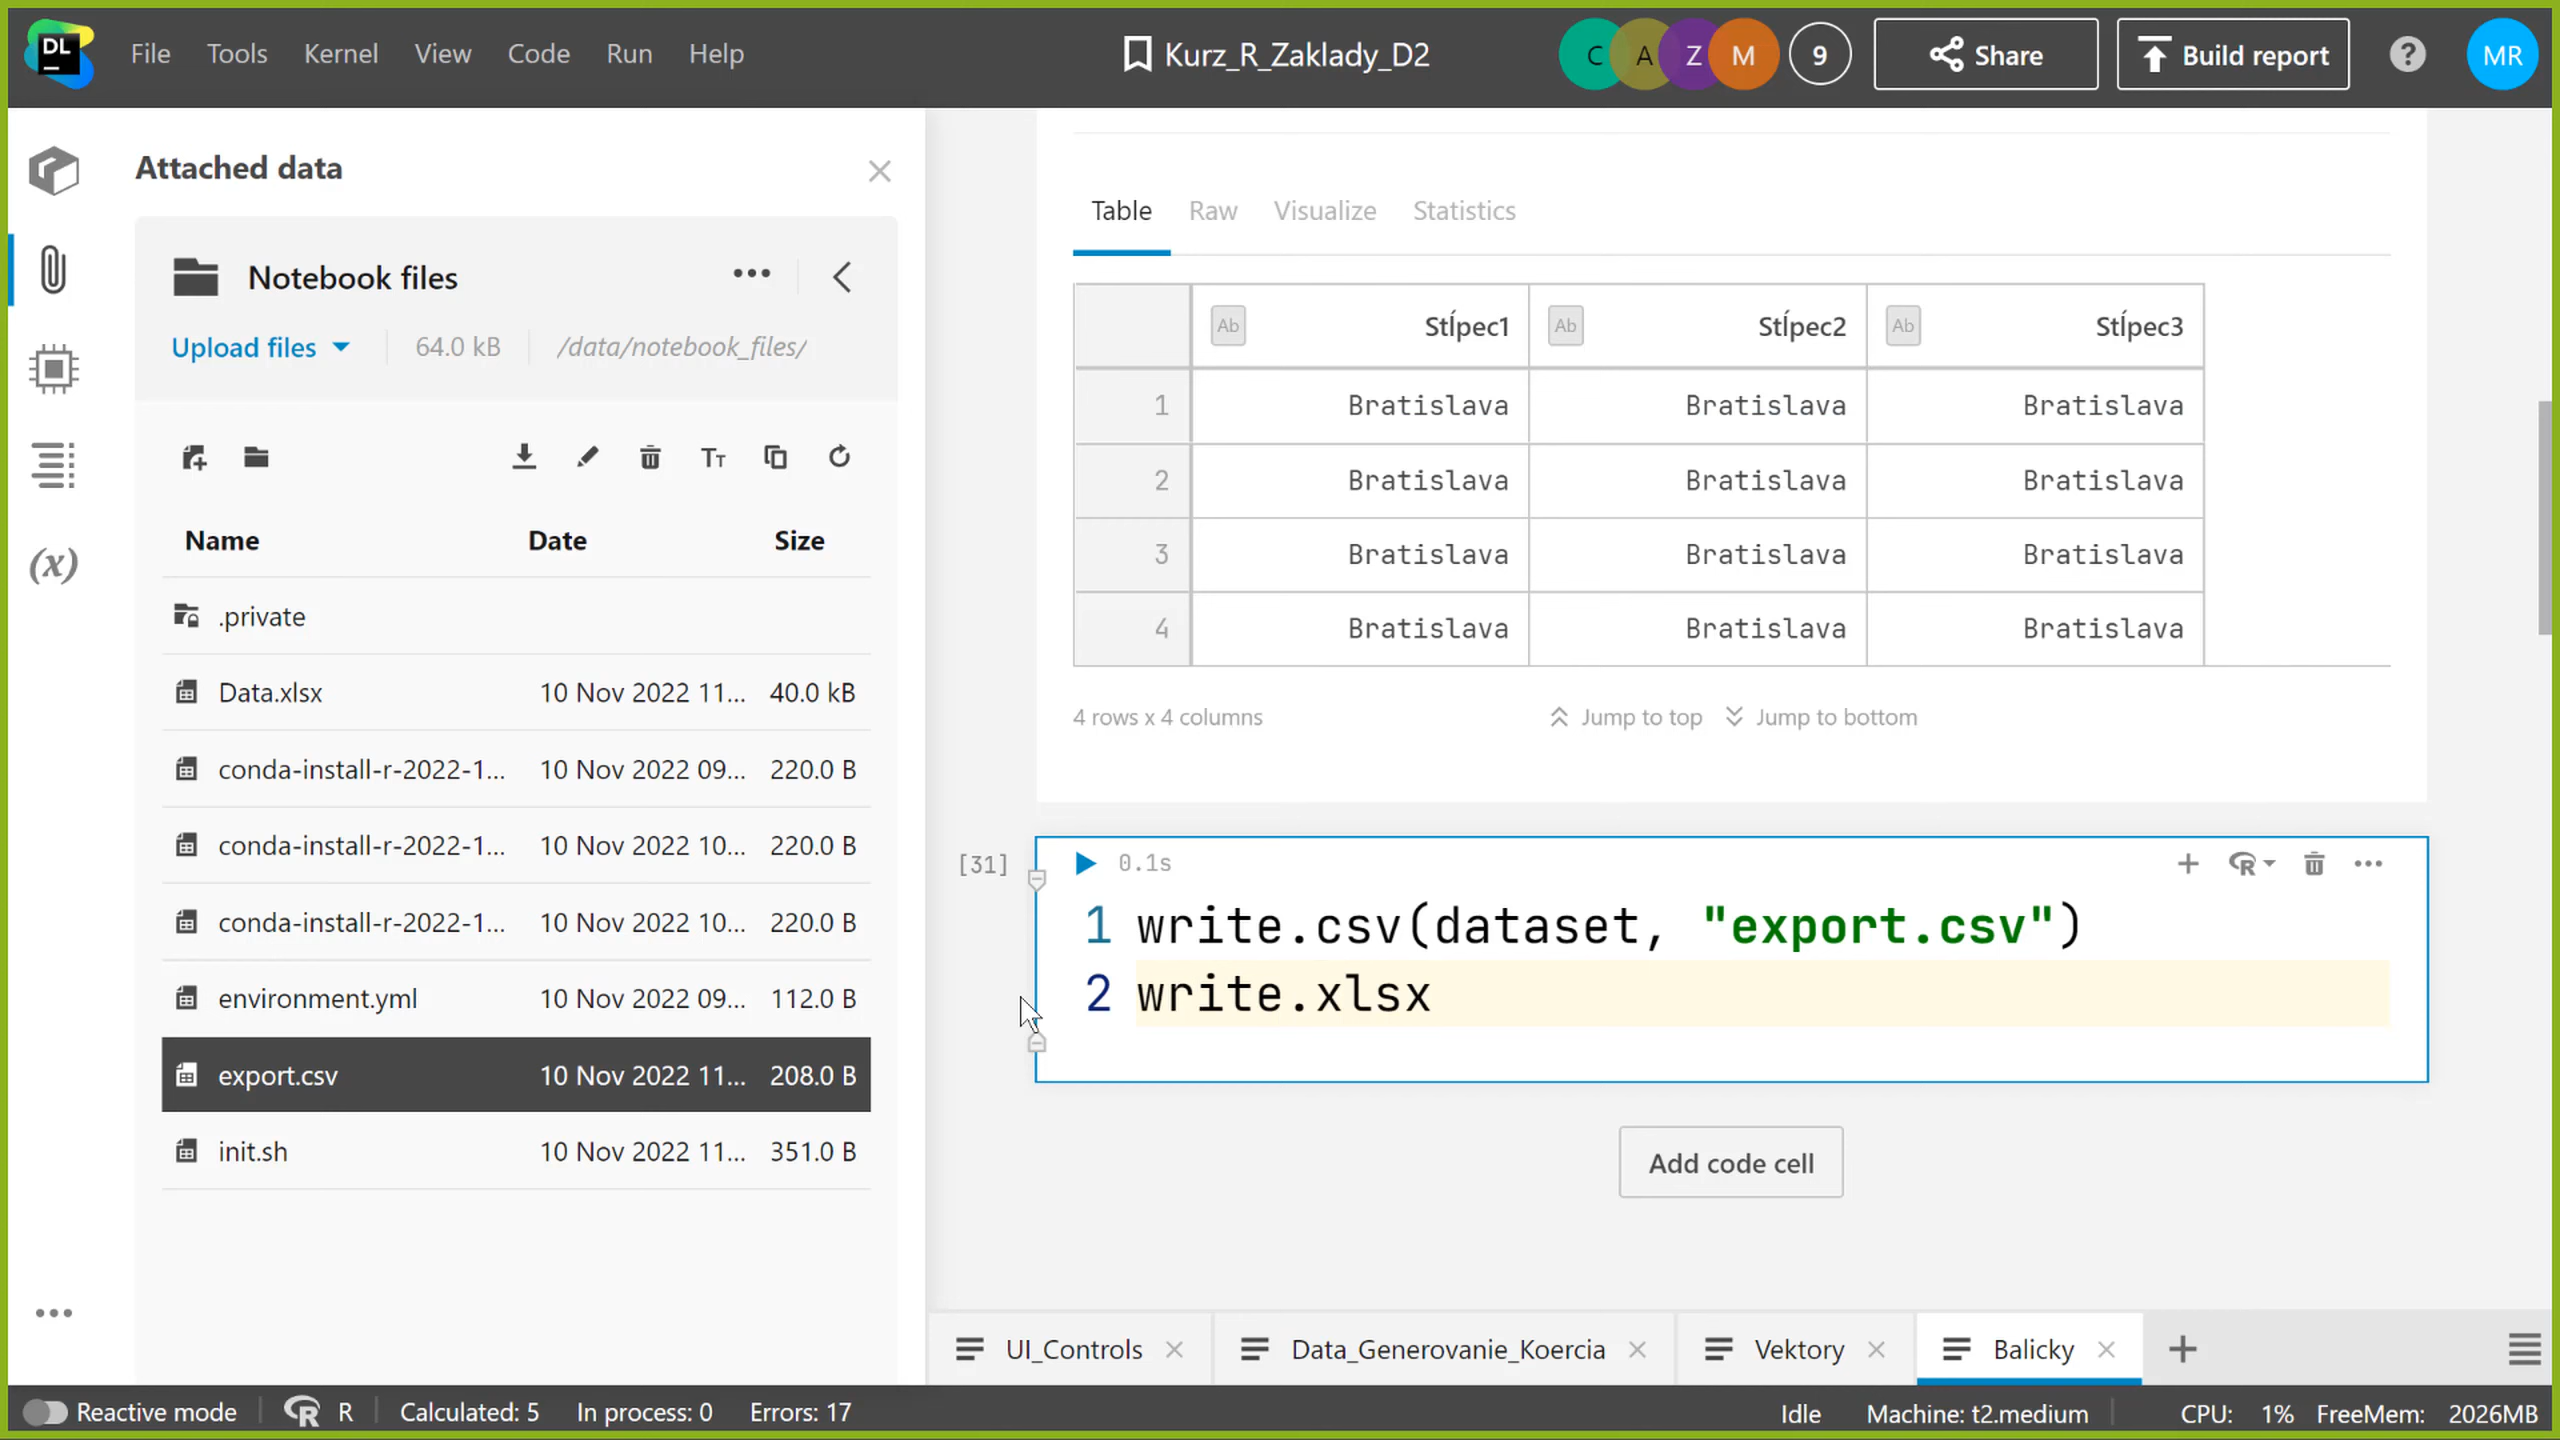 DL File Tools Kernel View Code Run Help Kurz_R_Zaklady_D2 C A Z M 9 Share Build report ? MR
Attached data
Notebook files
Upload files 64.0 kB /data/notebook_files/
Name Date Size
.private
Data.xlsx 10 Nov 2022 11... 40.0 kB
conda-install-r-2022-1... 10 Nov 2022 09... 220.0 B
conda-install-r-2022-1... 10 Nov 2022 10... 220.0 B
conda-install-r-2022-1... 10 Nov 2022 10... 220.0 B
environment.yml 10 Nov 2022 09... 112.0 B
export.csv 10 Nov 2022 11... 208.0 B
init.sh 10 Nov 2022 11... 351.0 B
(x)
Table Raw Visualize Statistics
Ab Stĺpec1 Ab Stĺpec2 Ab Stĺpec3
1 Bratislava Bratislava Bratislava
2 Bratislava Bratislava Bratislava
3 Bratislava Bratislava Bratislava
4 Bratislava Bratislava Bratislava
4 rows x 4 columns Jump to top Jump to bottom
[31] 0.1s R
1 write.csv(dataset, "export.csv")
2 write.xlsx
Add code cell
UI_Controls Data_Generovanie_Koercia Vektory Balicky
Reactive mode R R Calculated: 5 In process: 0 Errors: 17 Idle Machine: t2.medium CPU: 1% FreeMem: 2026MB